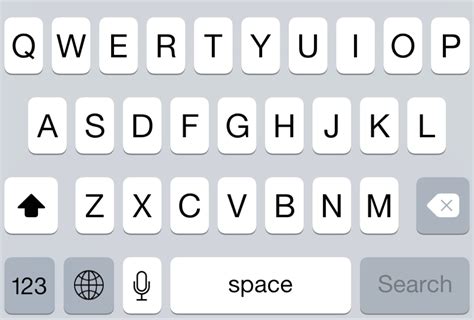 Q W E R T Y U I O P
A S D F G H J K L
Z X C V B N M
123 space Search